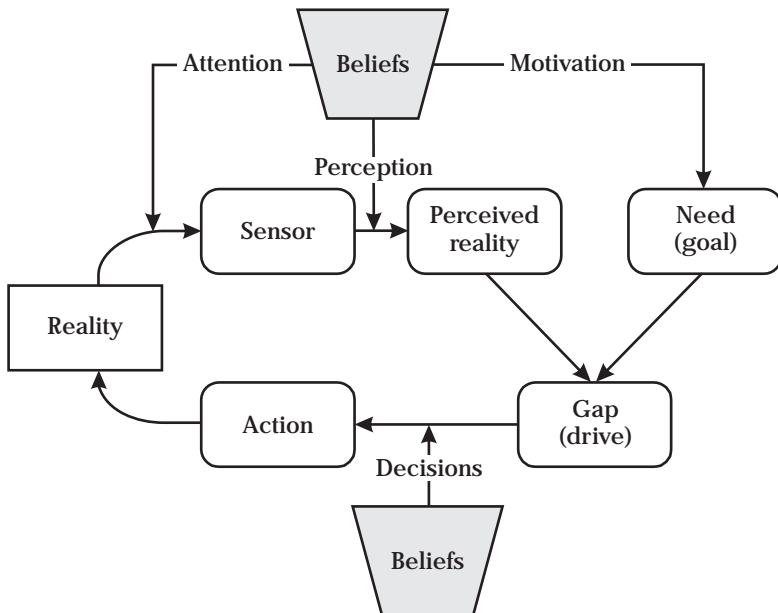 Attention
Beliefs
Motivation
Perception
Sensor
Perceived
reality
Need
(goal)
Reality
Action
Gap
(drive)
Decisions
Beliefs